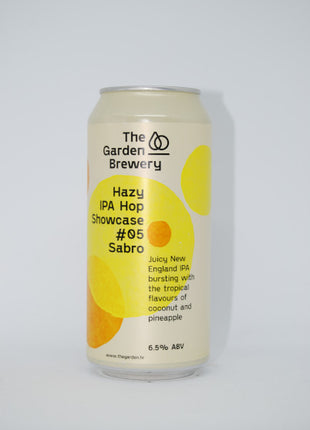 The
Garden
Brewery
Hazy
IPA Hop
Showcase
#05
Sabro
Juicy New
England IPA
bursting with
the tropical
flavours of
coconut and
pineapple
6.5% ABV
www.thegarden.hr